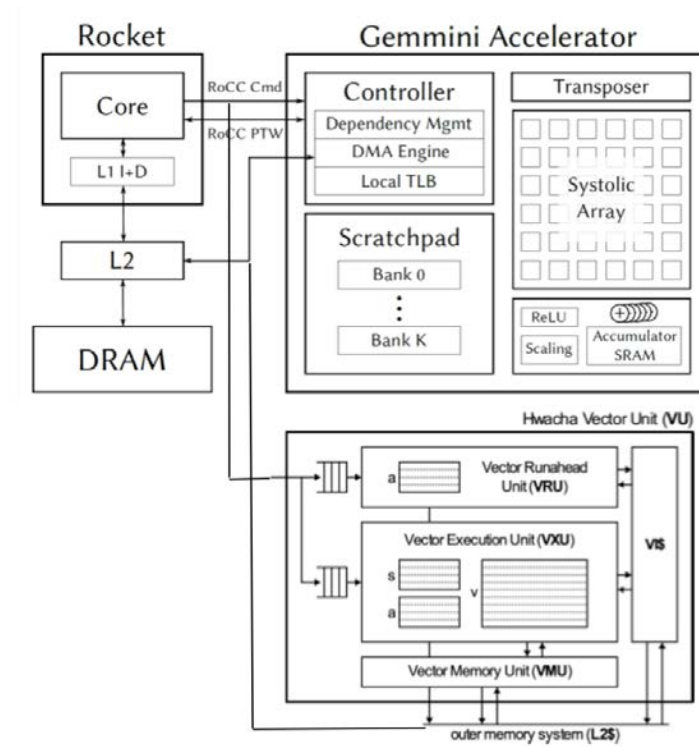 Rocket
Core
L1 I+D
L2
DRAM
RoCC Cmd
RoCC PTW
Gemmini Accelerator
Controller
Dependency Mgmt
DMA Engine
Local TLB
Scratchpad
Bank 0
Bank K
Transposer
Systolic
Array
ReLU
Scaling
Accumulator
SRAM
Hwacha Vector Unit (VU)
Vector Runahead
Unit (VRU)
a
Vector Execution Unit (VXU)
s
a
v
VI$
Vector Memory Unit (VMU)
outer memory system (L2$)